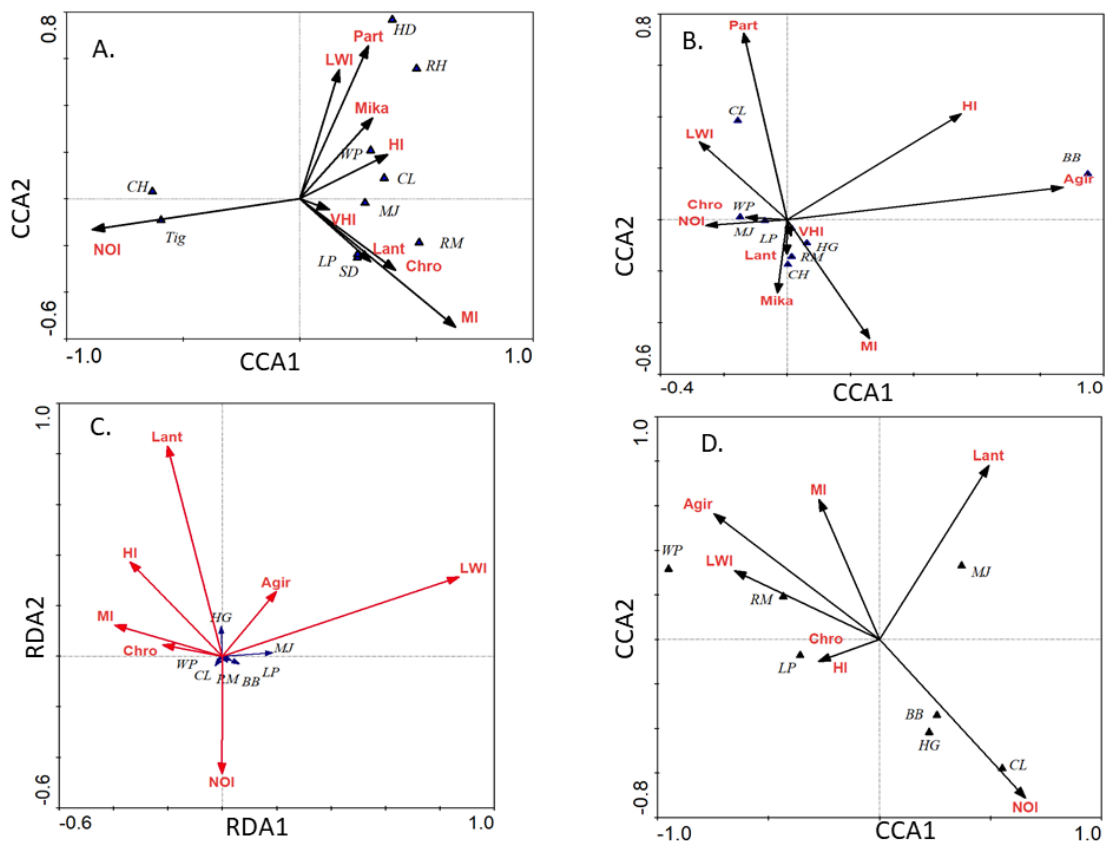 A.
0.8
HD
Part
LWI
RH
Mika
HI
WP
CL
CH
MJ
VHI
NOI
Tig
Lant
RM
LP
SD
Chro
MI
CCA2
-0.6
-1.0
CCA1
1.0
B.
0.8
Part
HI
CL
LWI
BB
Agir
Chro
WP
NOI
MJ
LP
VHI
HG
Lant
RM
CH
Mika
MI
CCA2
-0.6
-0.4
CCA1
1.0
C.
1.0
Lant
HI
Agir
LWI
MI
HG
Chro
MJ
WP
CL
RM
BB
LP
NOI
RDA2
-0.6
-0.6
RDA1
1.0
D.
1.0
Lant
MI
Agir
WP
LWI
MJ
RM
Chro
LP
HI
BB
HG
CL
NOI
CCA2
-0.8
-1.0
CCA1
1.0